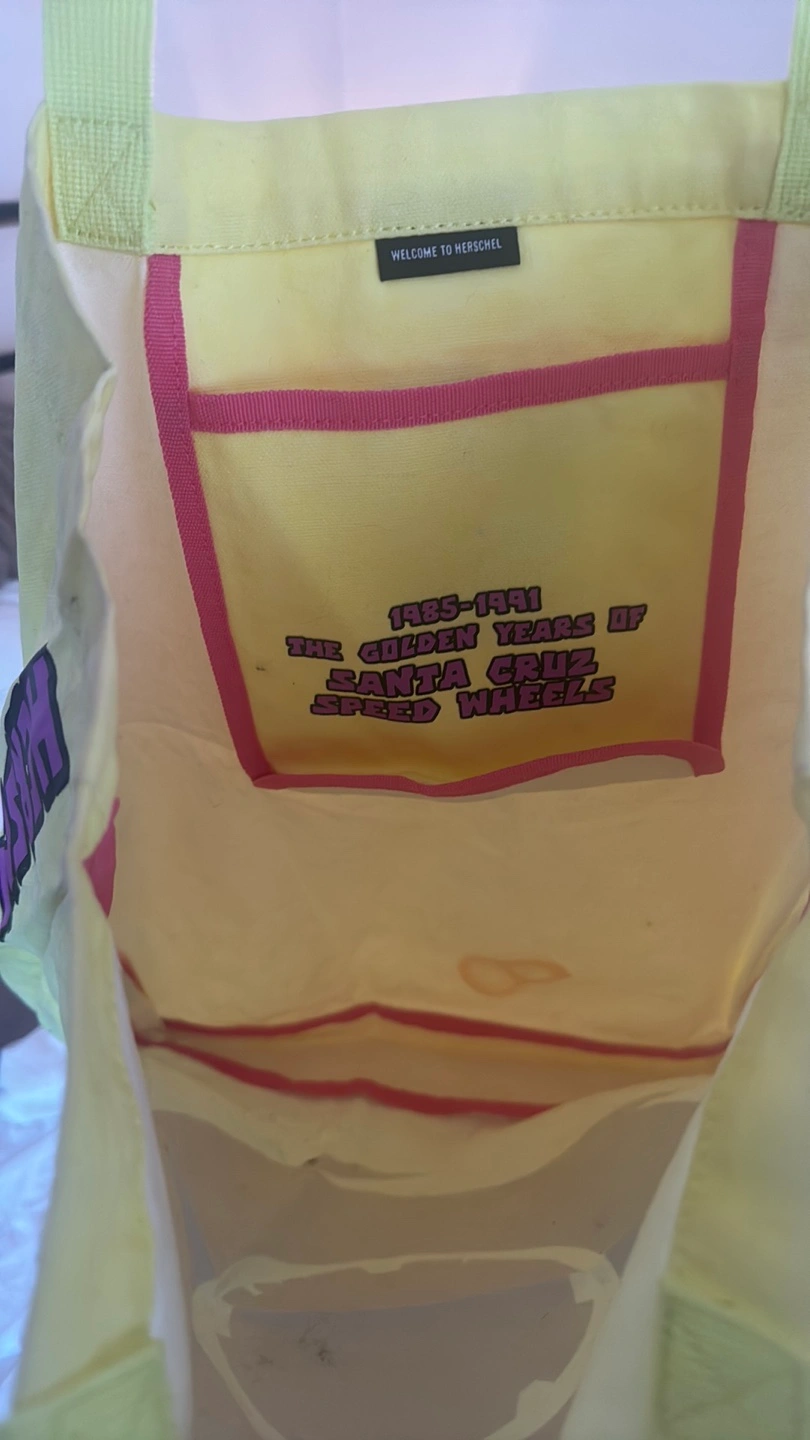 WELCOME TO HERSCHEL
1985-1991
THE GOLDEN YEARS OF
SANTA CRUZ
SPEED WHEELS